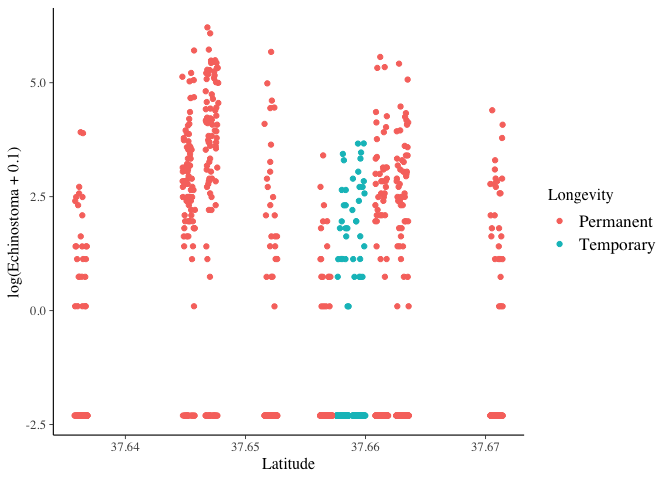 log(Echinostoma + 0.1)
5.0
2.5
0.0
-2.5
37.64
37.65
37.66
37.67
Latitude
Longevity
Permanent
Temporary